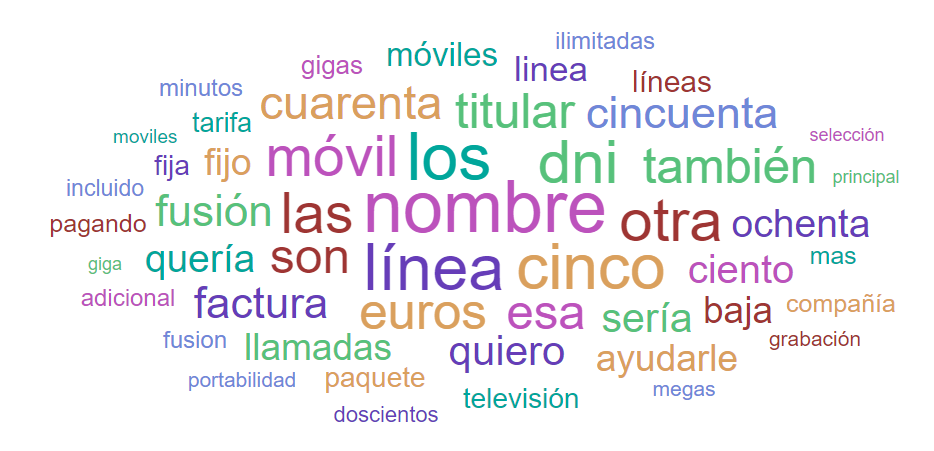 ilimitadas
gigas móviles linea líneas
minutos cuarenta titular cincuenta
tarifa
moviles móvil los dni también selección
fija fijo
incluido principal
pagando fusión las nombre otra ochenta
giga quería son línea cinco ciento mas
adicional factura euros esa sería baja compañía
fusion llamadas quiero ayudarle grabación
portabilidad paquete megas
doscientos televisión